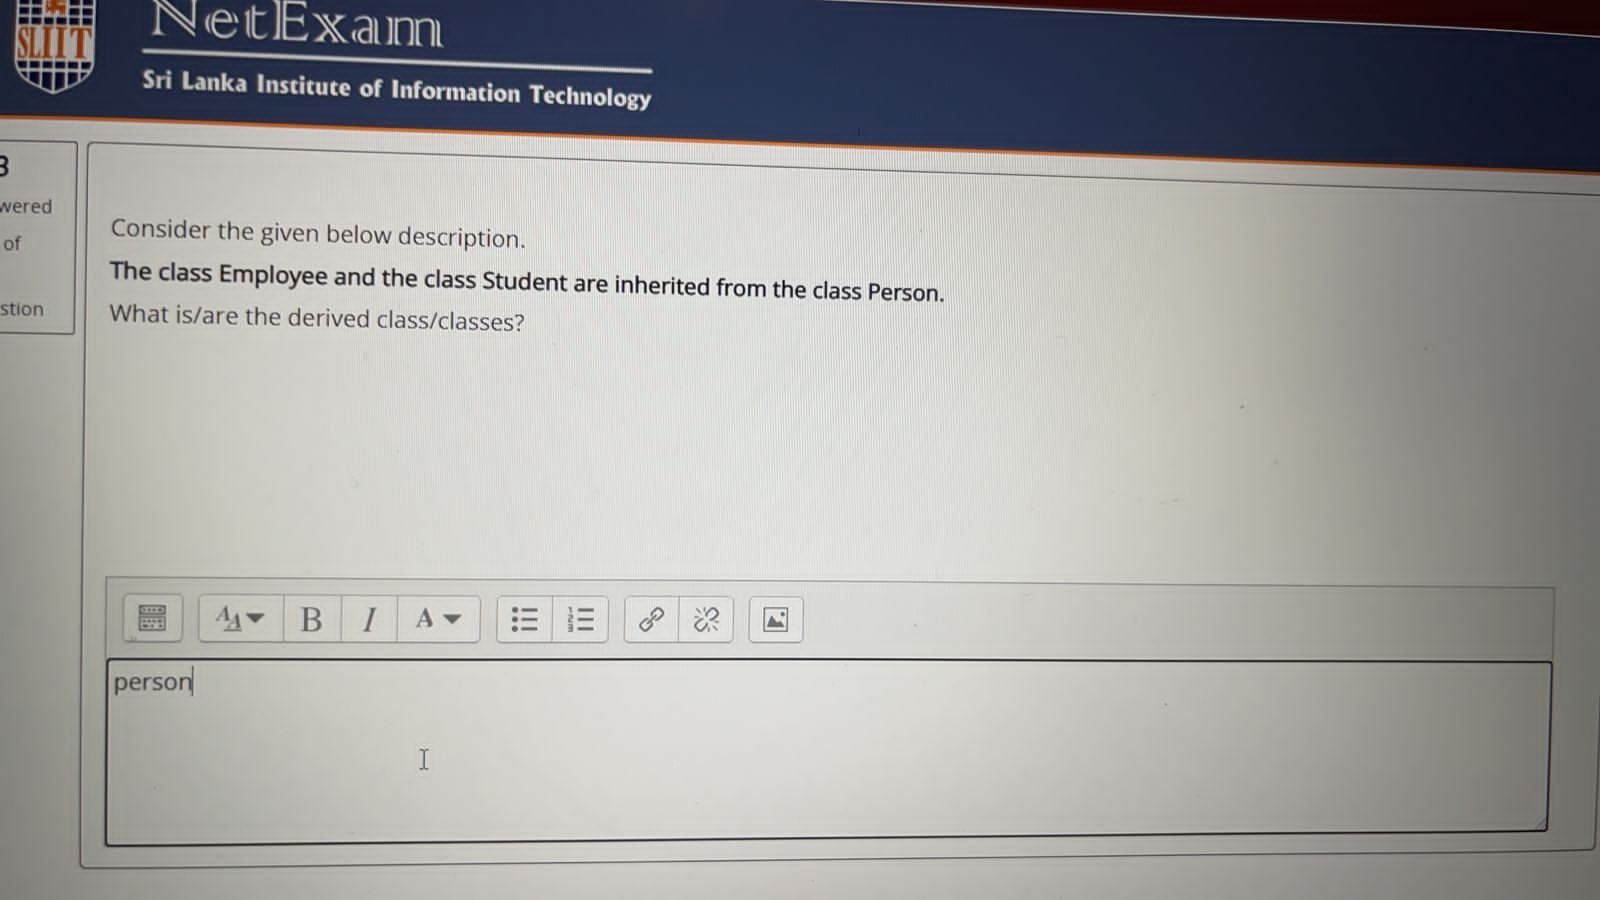 SLIIT
NetExam
Sri Lanka Institute of Information Technology
3
wered
of
stion
Consider the given below description.
The class Employee and the class Student are inherited from the class Person.
What is/are the derived class/classes?
B I A
person